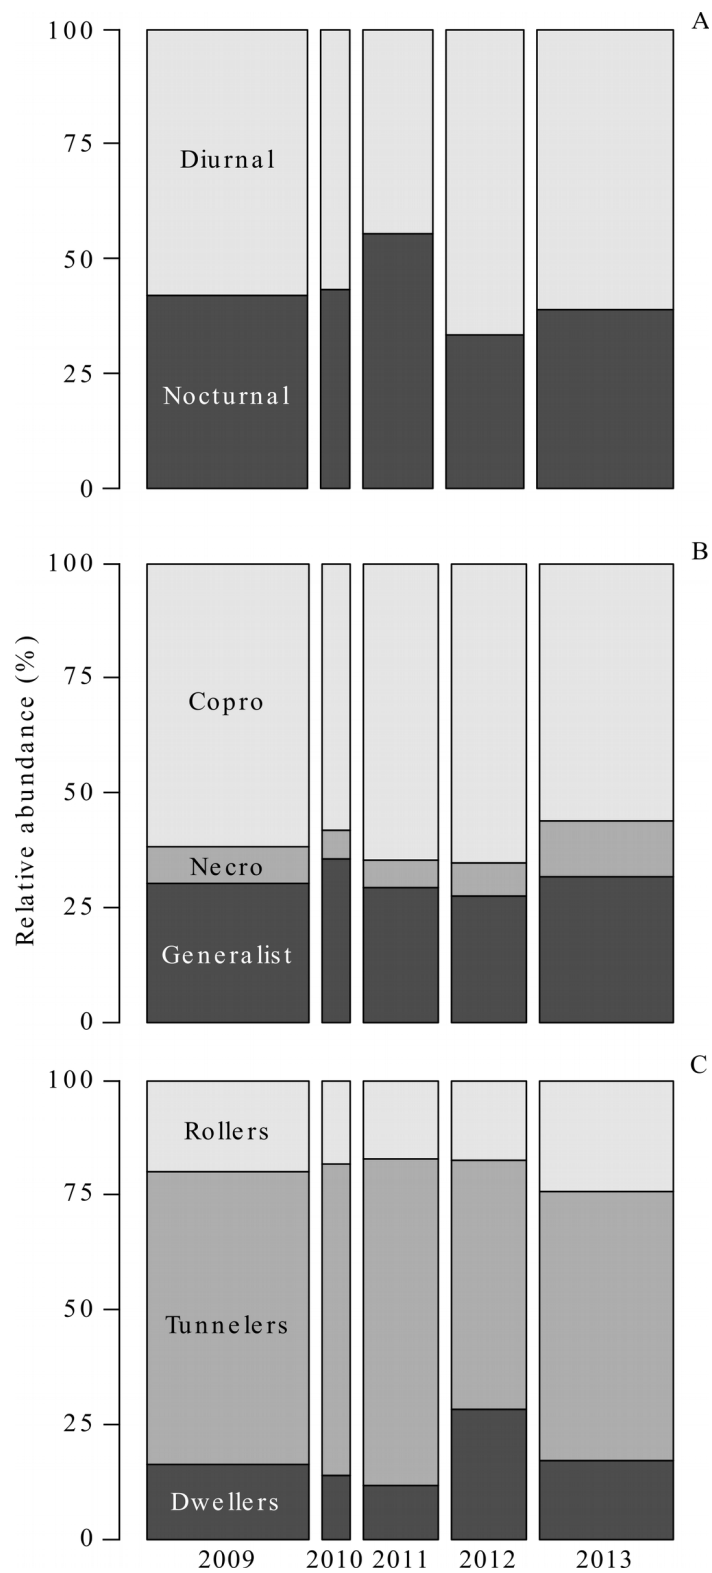 A
100
75
50
25
0
Diurnal
Nocturnal
B
100
75
50
25
0
Relative abundance (%)
Copro
Necro
Generalist
C
100
75
50
25
0
Rollers
Tunnelers
Dwellers
2009 2010 2011 2012 2013